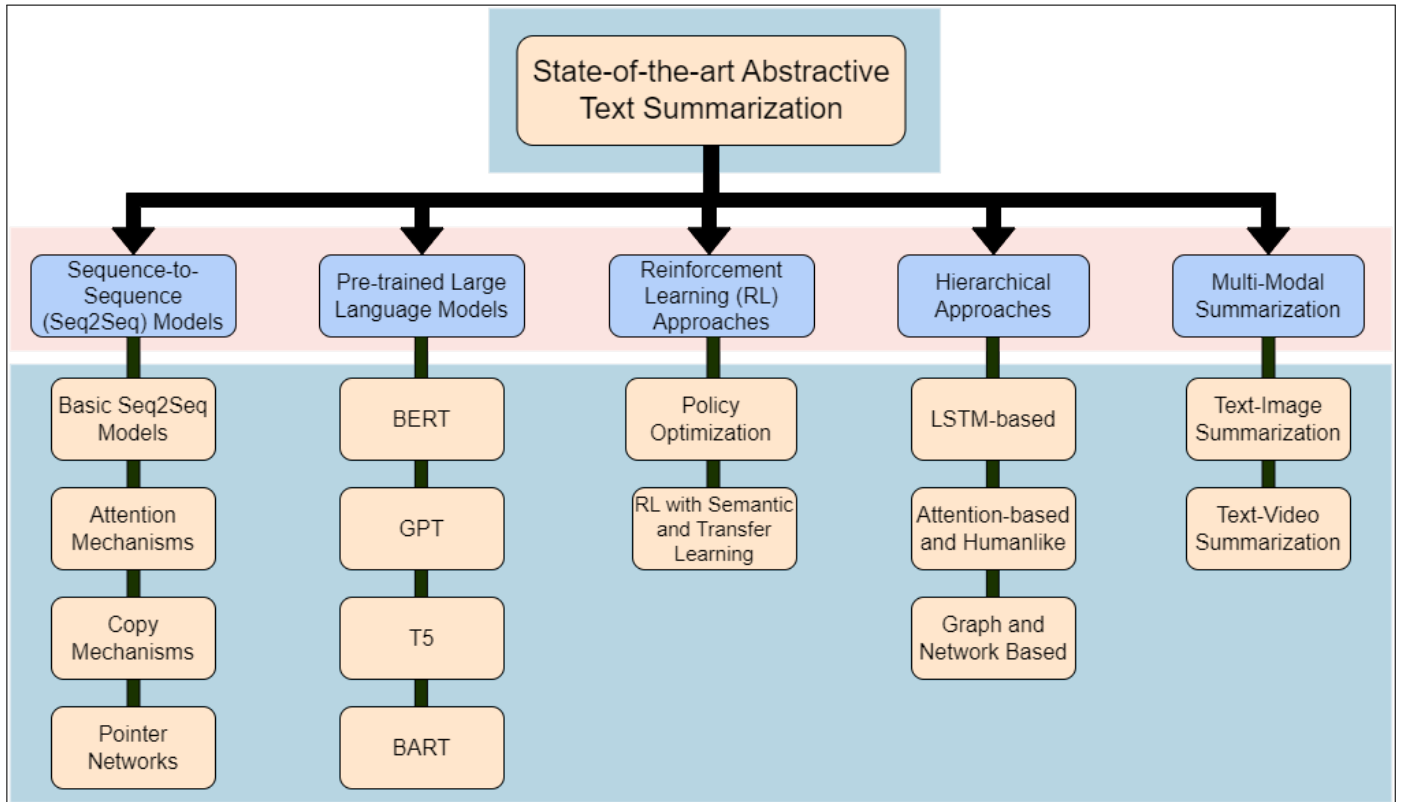 State-of-the-art Abstractive
Text Summarization
Sequence-to-
Sequence
(Seq2Seq) Models
Pre-trained Large
Language Models
Reinforcement
Learning (RL)
Approaches
Hierarchical
Approaches
Multi-Modal
Summarization
Basic Seq2Seq
Models
BERT
Policy
Optimization
LSTM-based
Text-Image
Summarization
Attention
Mechanisms
GPT
RL with Semantic
and Transfer
Learning
Attention-based
and Humanlike
Text-Video
Summarization
Copy
Mechanisms
T5
Graph and
Network Based
Pointer
Networks
BART